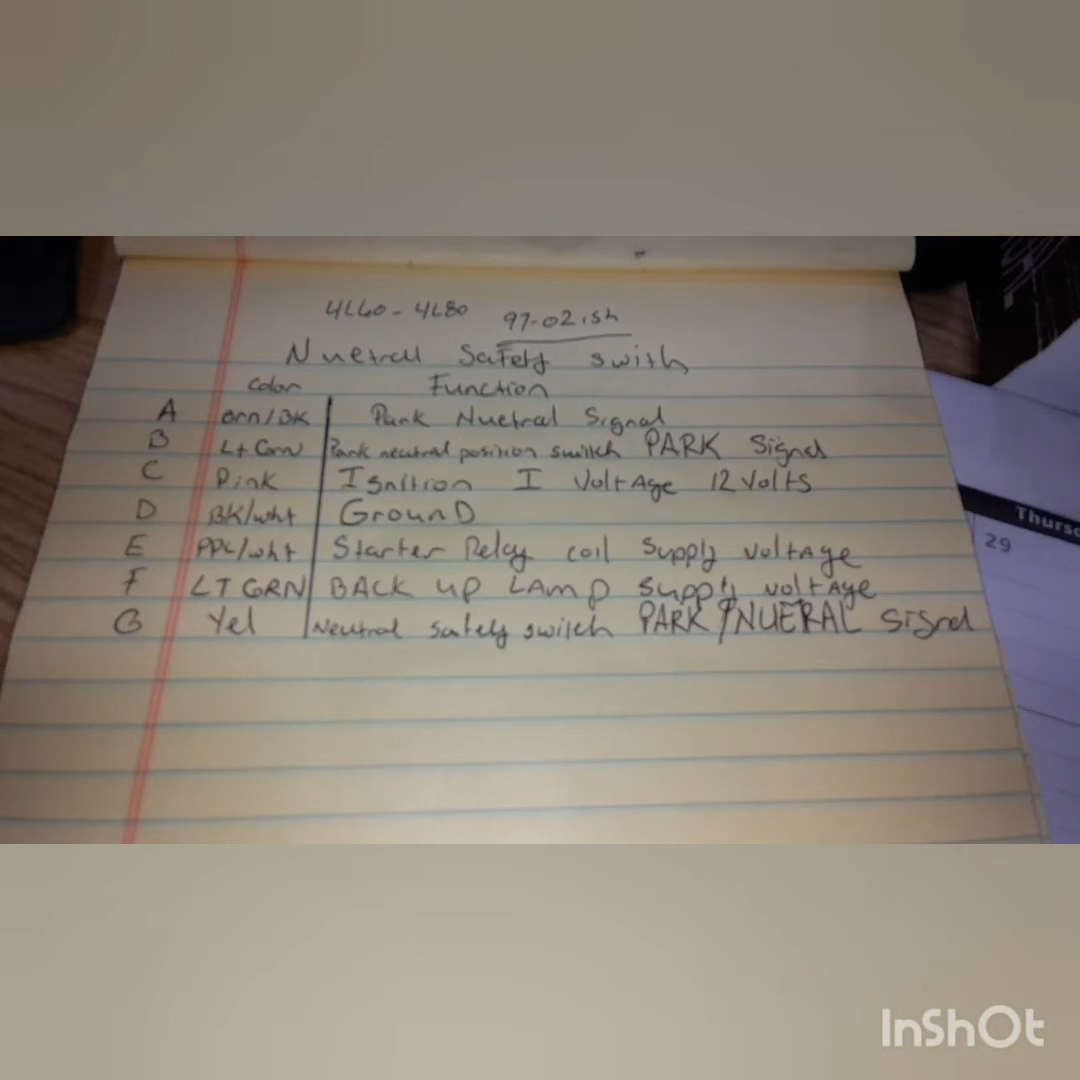 4L60 - 4L80 97-02ish
Nuetral Safety swith
Color Function
A orn/BK Park Nuetral Signal
B Lt Grn Park neutral position switch PARK Signal
C Pink Ignition I Voltage 12 Volts
D BK/wht Ground
E PPL/wht Starter Relay coil supply voltage
F LT GRN BACK up LAmp supply voltage
G Yel Neutral safety switch PARK/NUERAL Signal
Thurs
29
InShOt